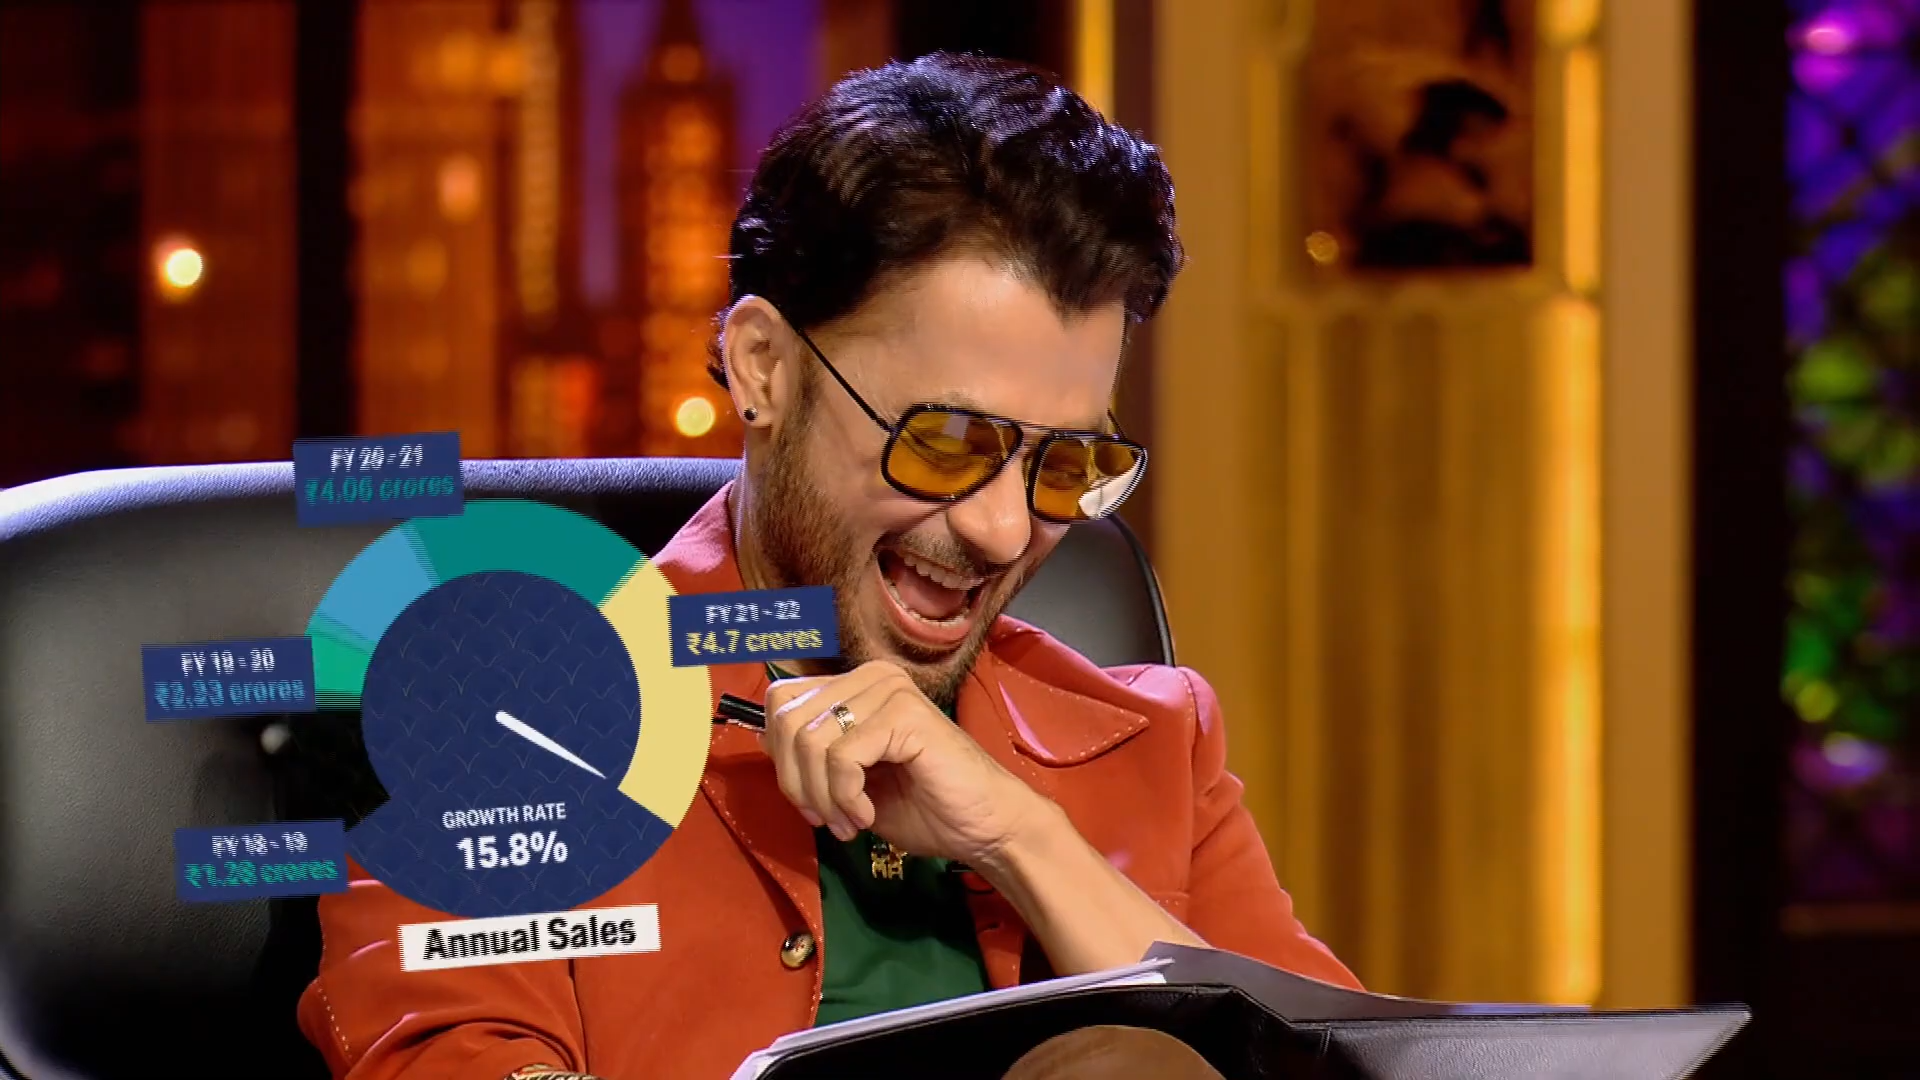 FY 20 - 21
₹4.06 crores
FY 21 - 22
₹4.7 crores
FY 19 - 20
₹2.23 crores
FY 18 - 19
₹1.28 crores
GROWTH RATE
15.8%
Annual Sales